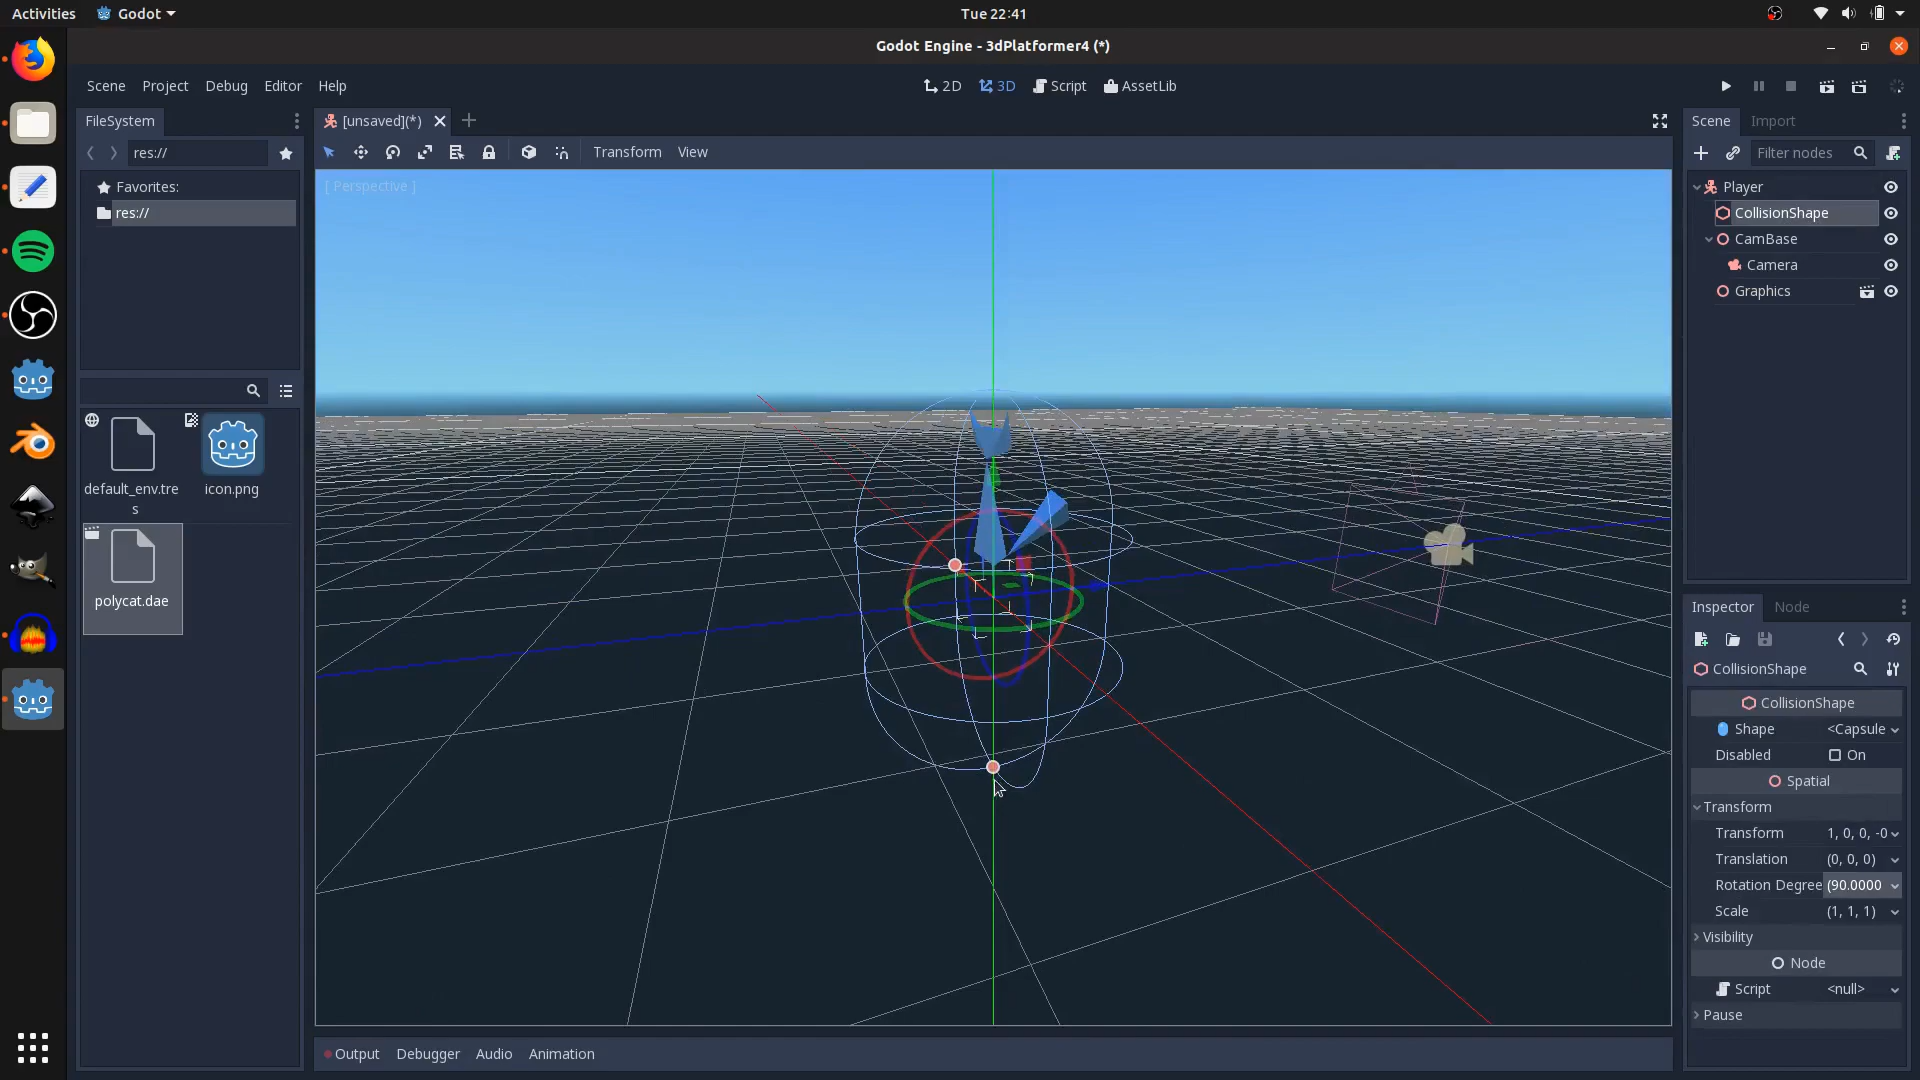 Activities Godot Tue 22:41
Godot Engine - 3dPlatformer4 (*)
Scene Project Debug Editor Help 2D 3D Script AssetLib
FileSystem [unsaved](*) Scene Import
res:// Transform View Filter nodes
[ Perspective ]
Favorites:
res://
Player
CollisionShape
CamBase
Camera
Graphics
default_env.tre
s
icon.png
polycat.dae
Inspector Node
CollisionShape
CollisionShape
Shape <Capsule
Disabled On
Spatial
Transform
Transform 1, 0, 0, -0
Translation (0, 0, 0)
Rotation Degree (90.0000
Scale (1, 1, 1)
Visibility
Node
Script <null>
Pause
Output Debugger Audio Animation